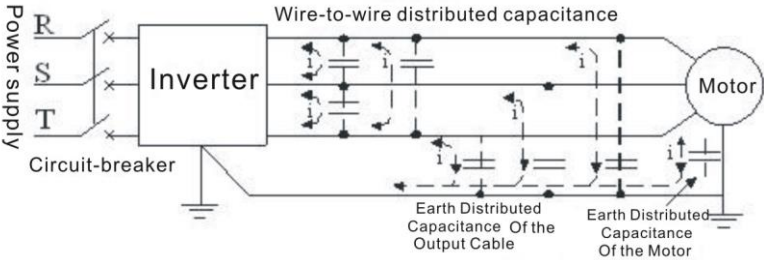 Wire-to-wire distributed capacitance
Power supply
R
S
T
Inverter
Motor
i
i
i
i
i
i
i
Circuit-breaker
Earth Distributed
Capacitance Of the
Output Cable
Earth Distributed
Capacitance
Of the Motor